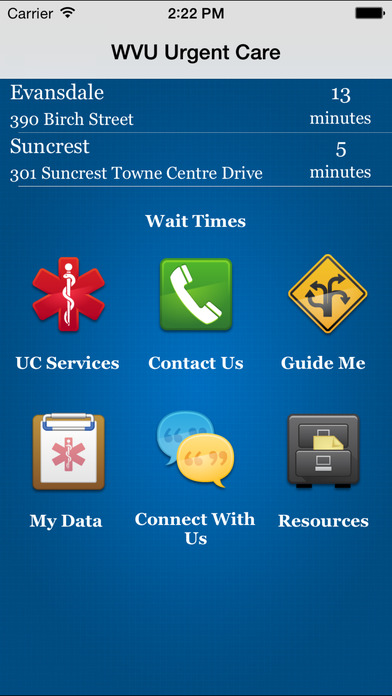 Carrier 2:22 PM
WVU Urgent Care
Evansdale 13
390 Birch Street minutes
Suncrest 5
301 Suncrest Towne Centre Drive minutes
Wait Times
UC Services Contact Us Guide Me
My Data Connect With Us Resources